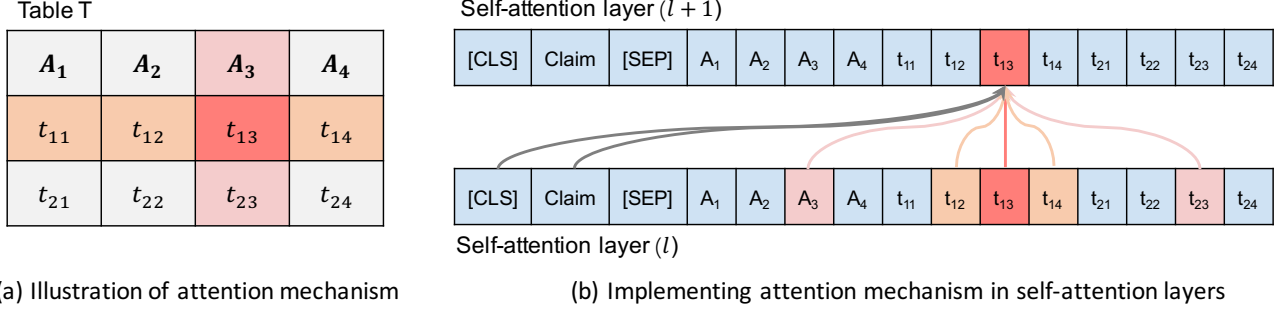 Table T
A₁ A₂ A₃ A₄
t₁₁ t₁₂ t₁₃ t₁₄
t₂₁ t₂₂ t₂₃ t₂₄
(a) Illustration of attention mechanism
Self-attention layer (l + 1)
[CLS] Claim [SEP] A₁ A₂ A₃ A₄ t₁₁ t₁₂ t₁₃ t₁₄ t₂₁ t₂₂ t₂₃ t₂₄
[CLS] Claim [SEP] A₁ A₂ A₃ A₄ t₁₁ t₁₂ t₁₃ t₁₄ t₂₁ t₂₂ t₂₃ t₂₄
Self-attention layer (l)
(b) Implementing attention mechanism in self-attention layers